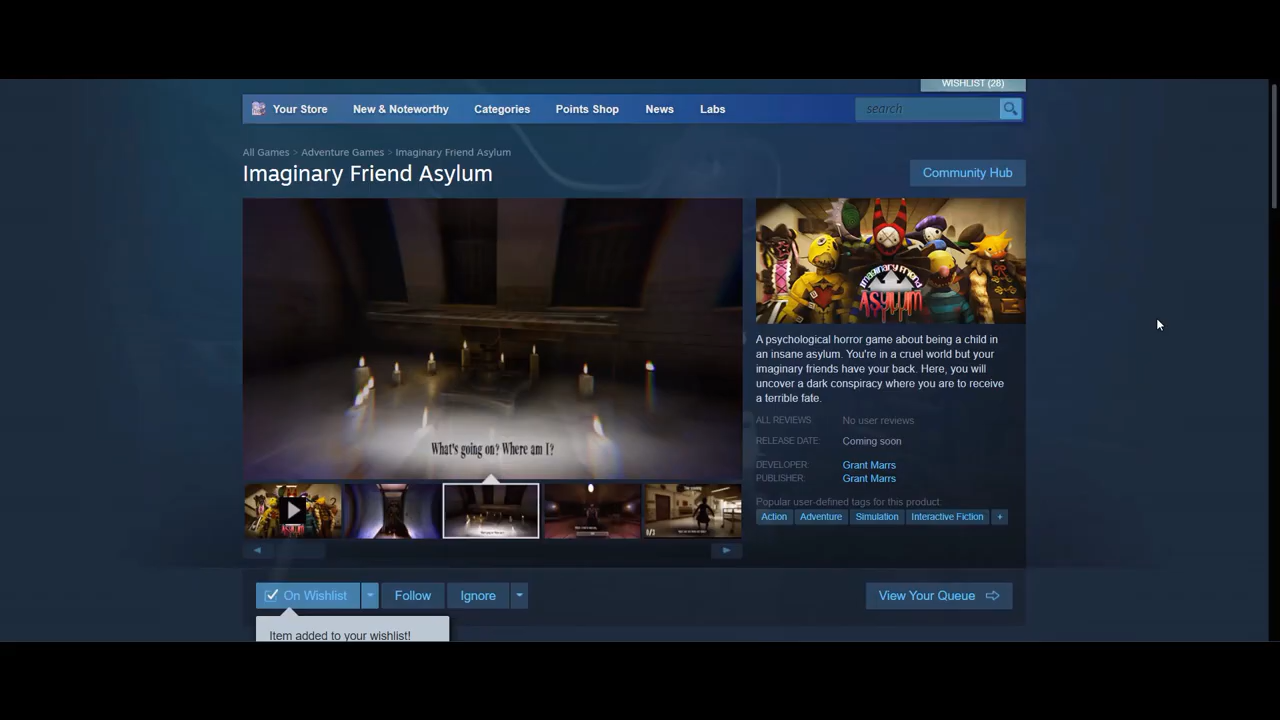 WISHLIST (28)
Your Store New & Noteworthy Categories Points Shop News Labs search
All Games > Adventure Games > Imaginary Friend Asylum
Imaginary Friend Asylum
Community Hub
What's going on? Where am I?
Imaginary Friend
ASYLUM
A psychological horror game about being a child in
an insane asylum. You're in a cruel world but your
imaginary friends have your back. Here, you will
uncover a dark conspiracy where you are to receive
a terrible fate.
ALL REVIEWS: No user reviews
RELEASE DATE: Coming soon
DEVELOPER: Grant Marrs
PUBLISHER: Grant Marrs
Popular user-defined tags for this product:
Action Adventure Simulation Interactive Fiction +
On Wishlist Follow Ignore View Your Queue
Item added to your wishlist!